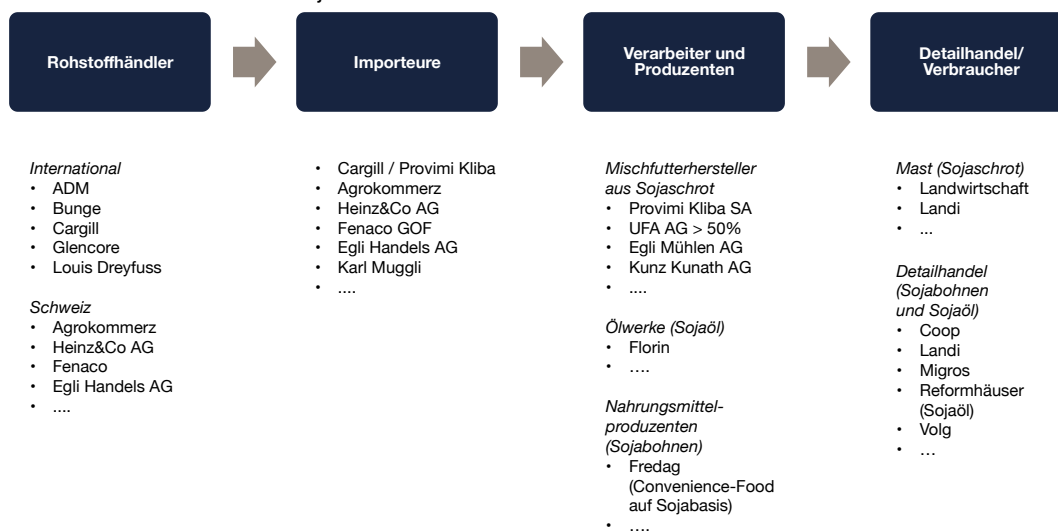 Rohstoffhändler
Importeure
Verarbeiter und
Produzenten
Detailhandel/
Verbraucher
International
• ADM
• Bunge
• Cargill
• Glencore
• Louis Dreyfuss
Schweiz
• Agrokommerz
• Heinz&Co AG
• Fenaco
• Egli Handels AG
• ....
• Cargill / Provimi Kliba
• Agrokommerz
• Heinz&Co AG
• Fenaco GOF
• Egli Handels AG
• Karl Muggli
• ....
Mischfutterhersteller
aus Sojaschrot
• Provimi Kliba SA
• UFA AG > 50%
• Egli Mühlen AG
• Kunz Kunath AG
• ....
Ölwerke (Sojaöl)
• Florin
• ....
Nahrungsmittel-
produzenten
(Sojabohnen)
• Fredag
(Convenience-Food
auf Sojabasis)
• ....
Mast (Sojaschrot)
• Landwirtschaft
• Landi
• ...
Detailhandel
(Sojabohnen
und Sojaöl)
• Coop
• Landi
• Migros
• Reformhäuser
(Sojaöl)
• Volg
• ...